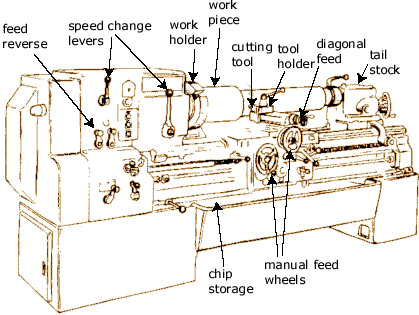 feed
reverse
speed change
levers
work
holder
work
piece
cutting
tool
tool
holder
diagonal
feed
tail
stock
chip
storage
manual feed
wheels